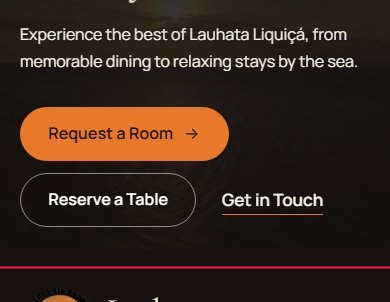 Experience the best of Lauhata Liquiçá, from
memorable dining to relaxing stays by the sea.
Request a Room →
Reserve a Table
Get in Touch